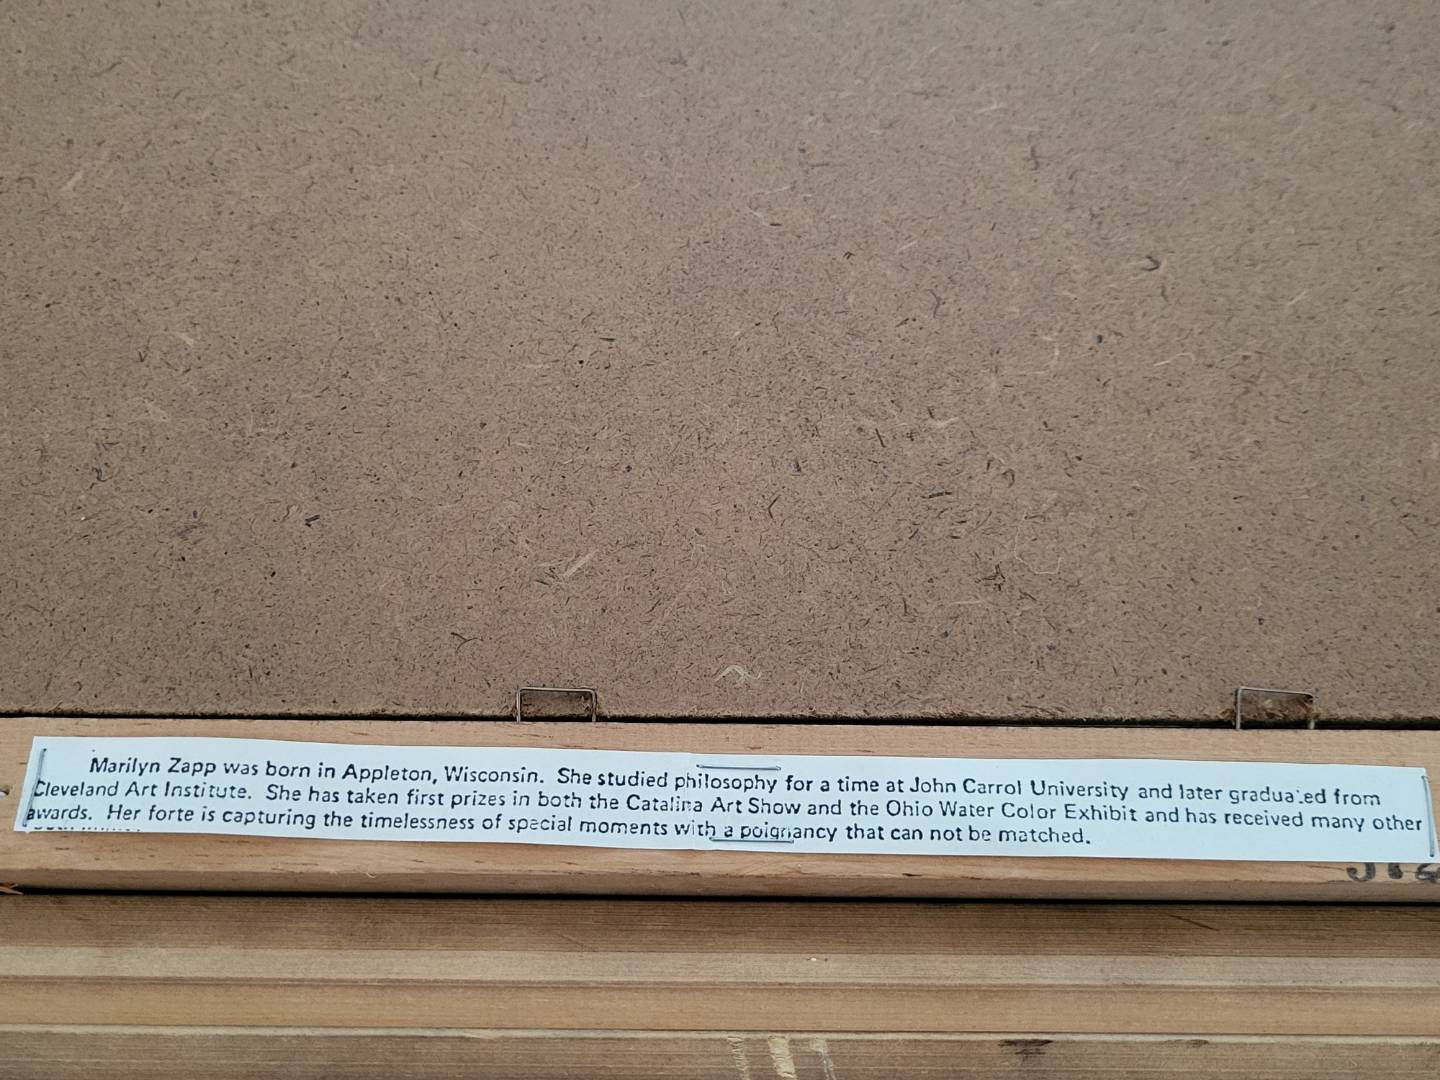 Marilyn Zapp was born in Appleton, Wisconsin. She studied philosophy for a time at John Carrol University and later graduated from
Cleveland Art Institute. She has taken first prizes in both the Catalina Art Show and the Ohio Water Color Exhibit and has received many other
awards. Her forte is capturing the timelessness of special moments with a poignancy that can not be matched.